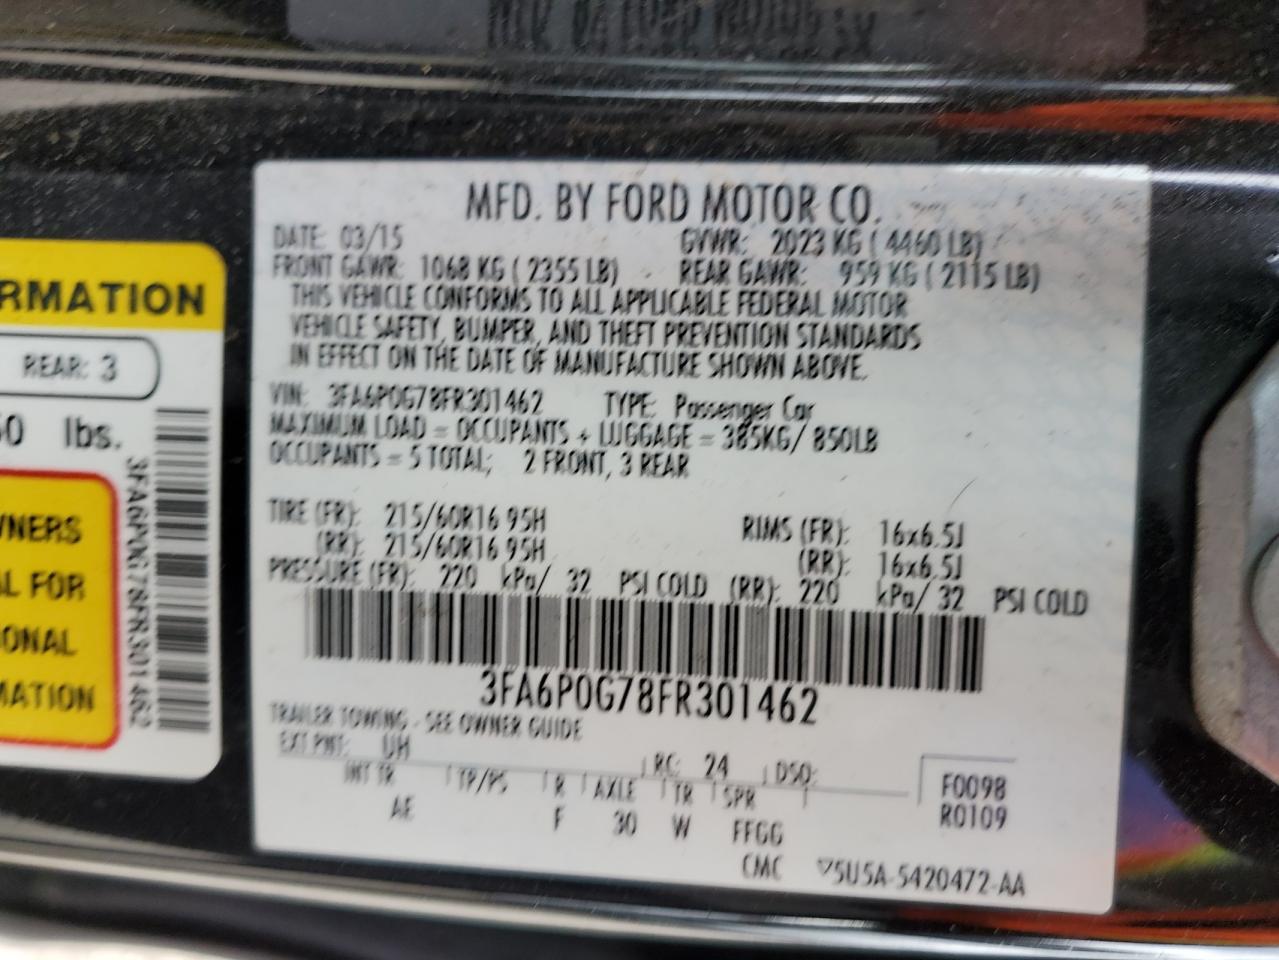 MFD. BY FORD MOTOR CO.
DATE: 03/15 GVWR: 2023 KG ( 4460 LB)
FRONT GAWR: 1068 KG ( 2355 LB) REAR GAWR: 959 KG ( 2115 LB)
THIS VEHICLE CONFORMS TO ALL APPLICABLE FEDERAL MOTOR
VEHICLE SAFETY, BUMPER, AND THEFT PREVENTION STANDARDS
IN EFFECT ON THE DATE OF MANUFACTURE SHOWN ABOVE.
VIN: 3FA6P0G78FR301462 TYPE: Passenger Car
MAXIMUM LOAD = OCCUPANTS + LUGGAGE = 385KG/ 850LB
OCCUPANTS = 5 TOTAL; 2 FRONT, 3 REAR
TIRE (FR): 215/60R16 95H RIMS (FR): 16x6.5J
(RR): 215/60R16 95H (RR): 16x6.5J
PRESSURE (FR): 220 kPa/ 32 PSI COLD (RR): 220 kPa/ 32 PSI COLD
3FA6P0G78FR301462
TRAILER TOWING - SEE OWNER GUIDE
EXT PNT: UH RC: 24 DSO:
INT TR TP/PS R AXLE TR SPR
AE F 30 W FFGG
F0098
R0109
CMC 5U5A-5420472-AA
RMATION
REAR: 3
0 lbs.
3FA6P0G78FR301462
WNERS
AL FOR
IONAL
MATION